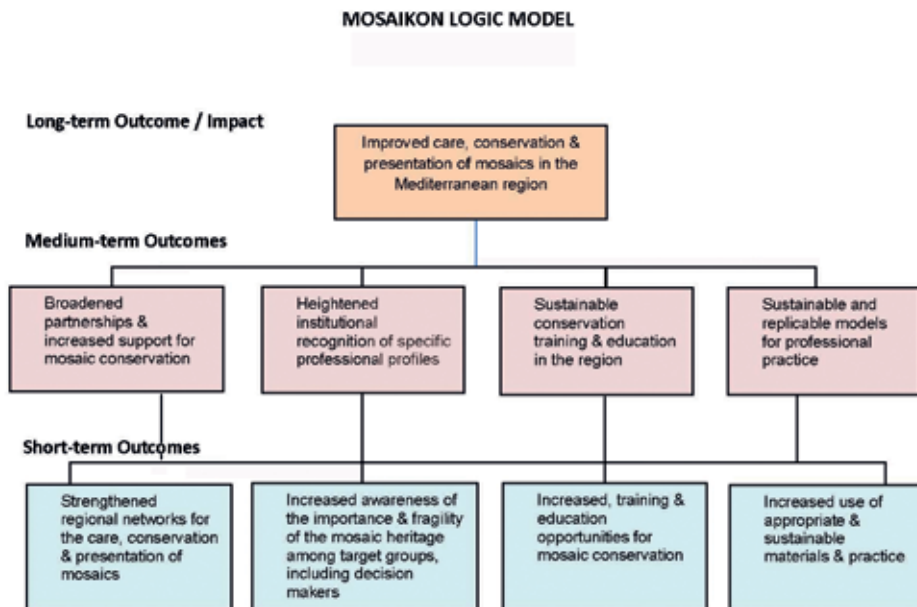 MOSAIKON LOGIC MODEL
Long-term Outcome / Impact
Improved care, conservation &
presentation of mosaics in the
Mediterranean region
Medium-term Outcomes
Broadened
partnerships &
increased support for
mosaic conservation
Heightened
institutional
recognition of specific
professional profiles
Sustainable
conservation
training & education
in the region
Sustainable and
replicable models
for professional
practice
Short-term Outcomes
Strengthened
regional networks for
the care, conservation
& presentation of
mosaics
Increased awareness of
the importance & fragility
of the mosaic heritage
among target groups,
including decision
makers
Increased, training &
education
opportunities for
mosaic conservation
Increased use of
appropriate &
sustainable
materials & practice